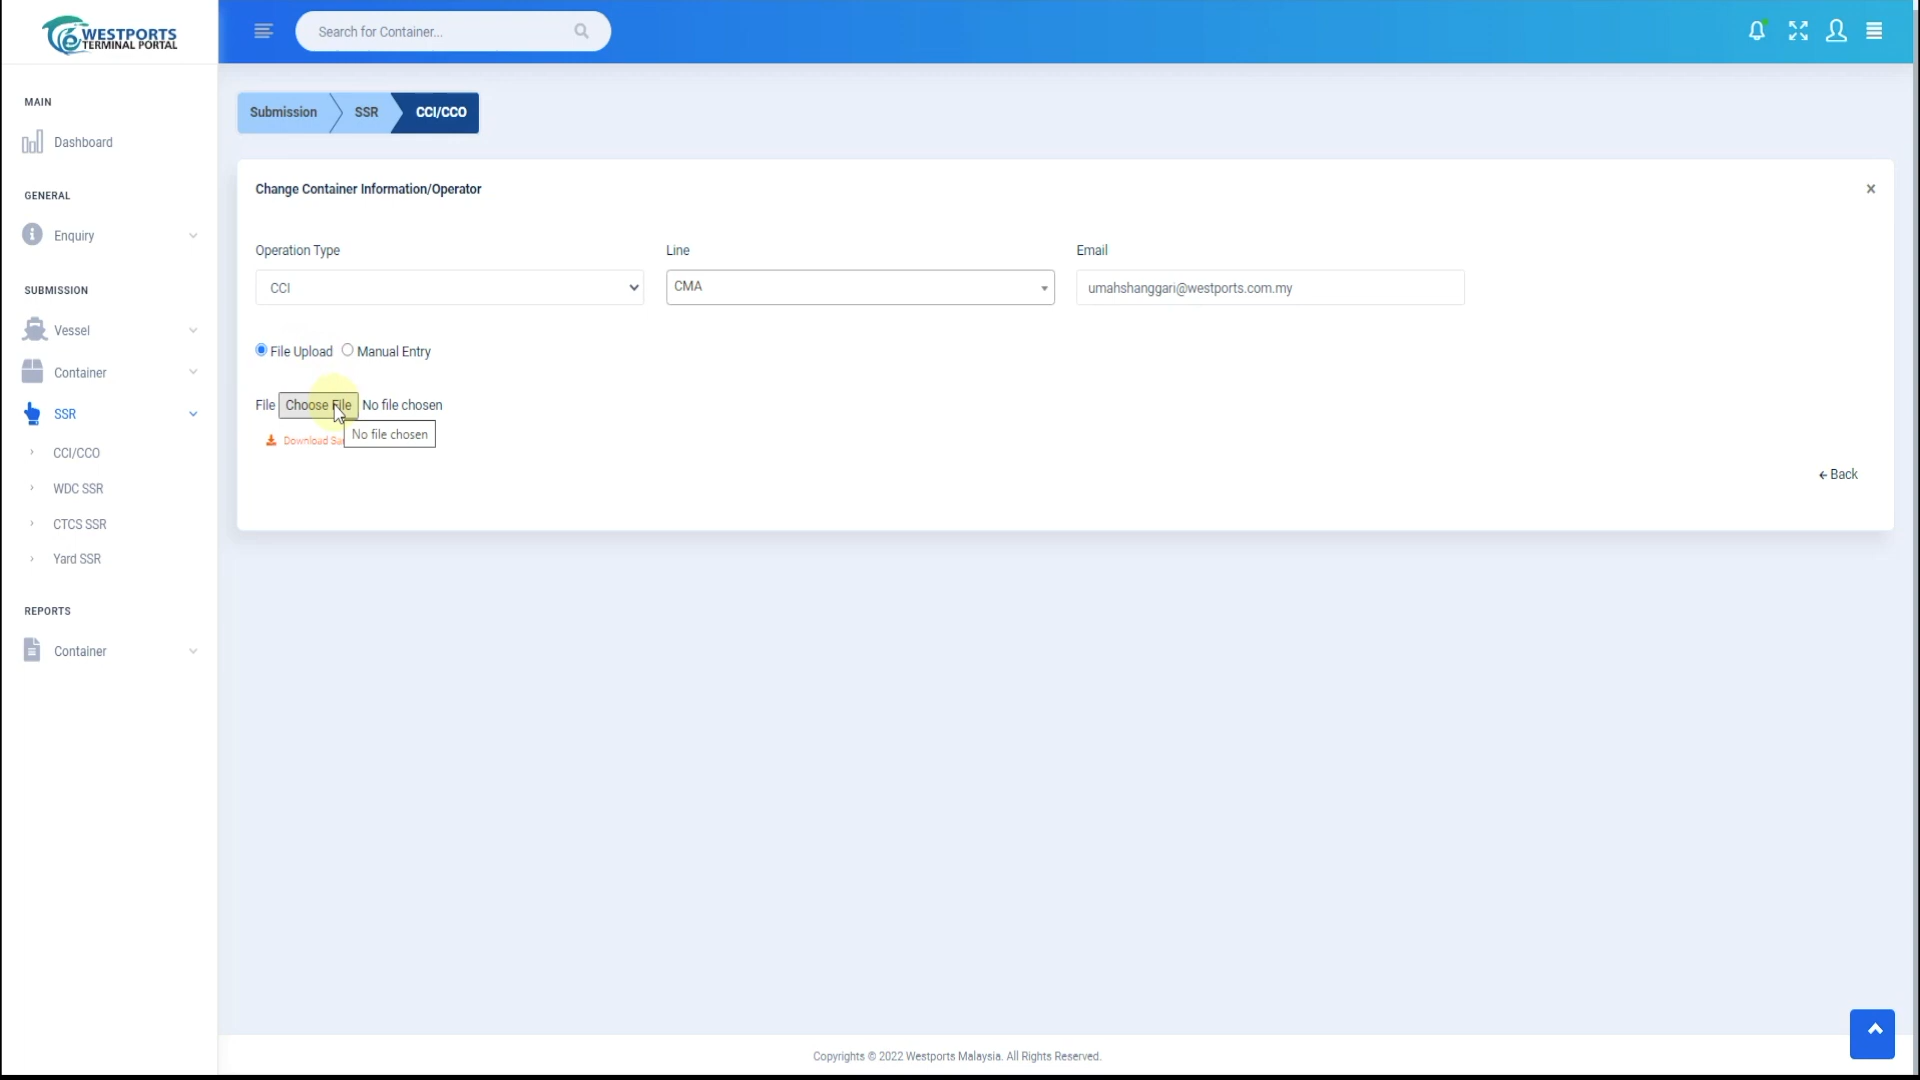 WESTPORTS
TERMINAL PORTAL
Search for Container...
MAIN
Dashboard
GENERAL
Enquiry
SUBMISSION
Vessel
Container
SSR
CCI/CCO
WDC SSR
CTCS SSR
Yard SSR
REPORTS
Container
Submission SSR CCI/CCO
Change Container Information/Operator
×
Operation Type Line Email
CCI CMA umahshanggari@westports.com.my
File Upload Manual Entry
File Choose File No file chosen
No file chosen
Download
Back
Copyrights © 2022 Westports Malaysia. All Rights Reserved.